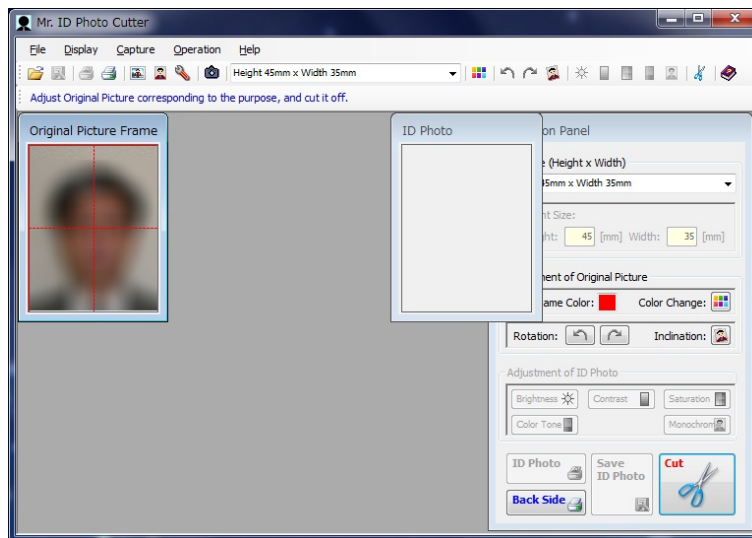 Mr. ID Photo Cutter
File Display Capture Operation Help
Height 45mm x Width 35mm
Adjust Original Picture corresponding to the purpose, and cut it off.
Original Picture Frame
ID Photo
on Panel
(Height x Width)
45mm x Width 35mm
nt Size:
ht: 45 [mm] Width: 35 [mm]
ment of Original Picture
ame Color: Color Change:
Rotation: Inclination:
Adjustment of ID Photo
Brightness Contrast Saturation
Color Tone Monochrom
ID Photo
Save
ID Photo
Cut
Back Side